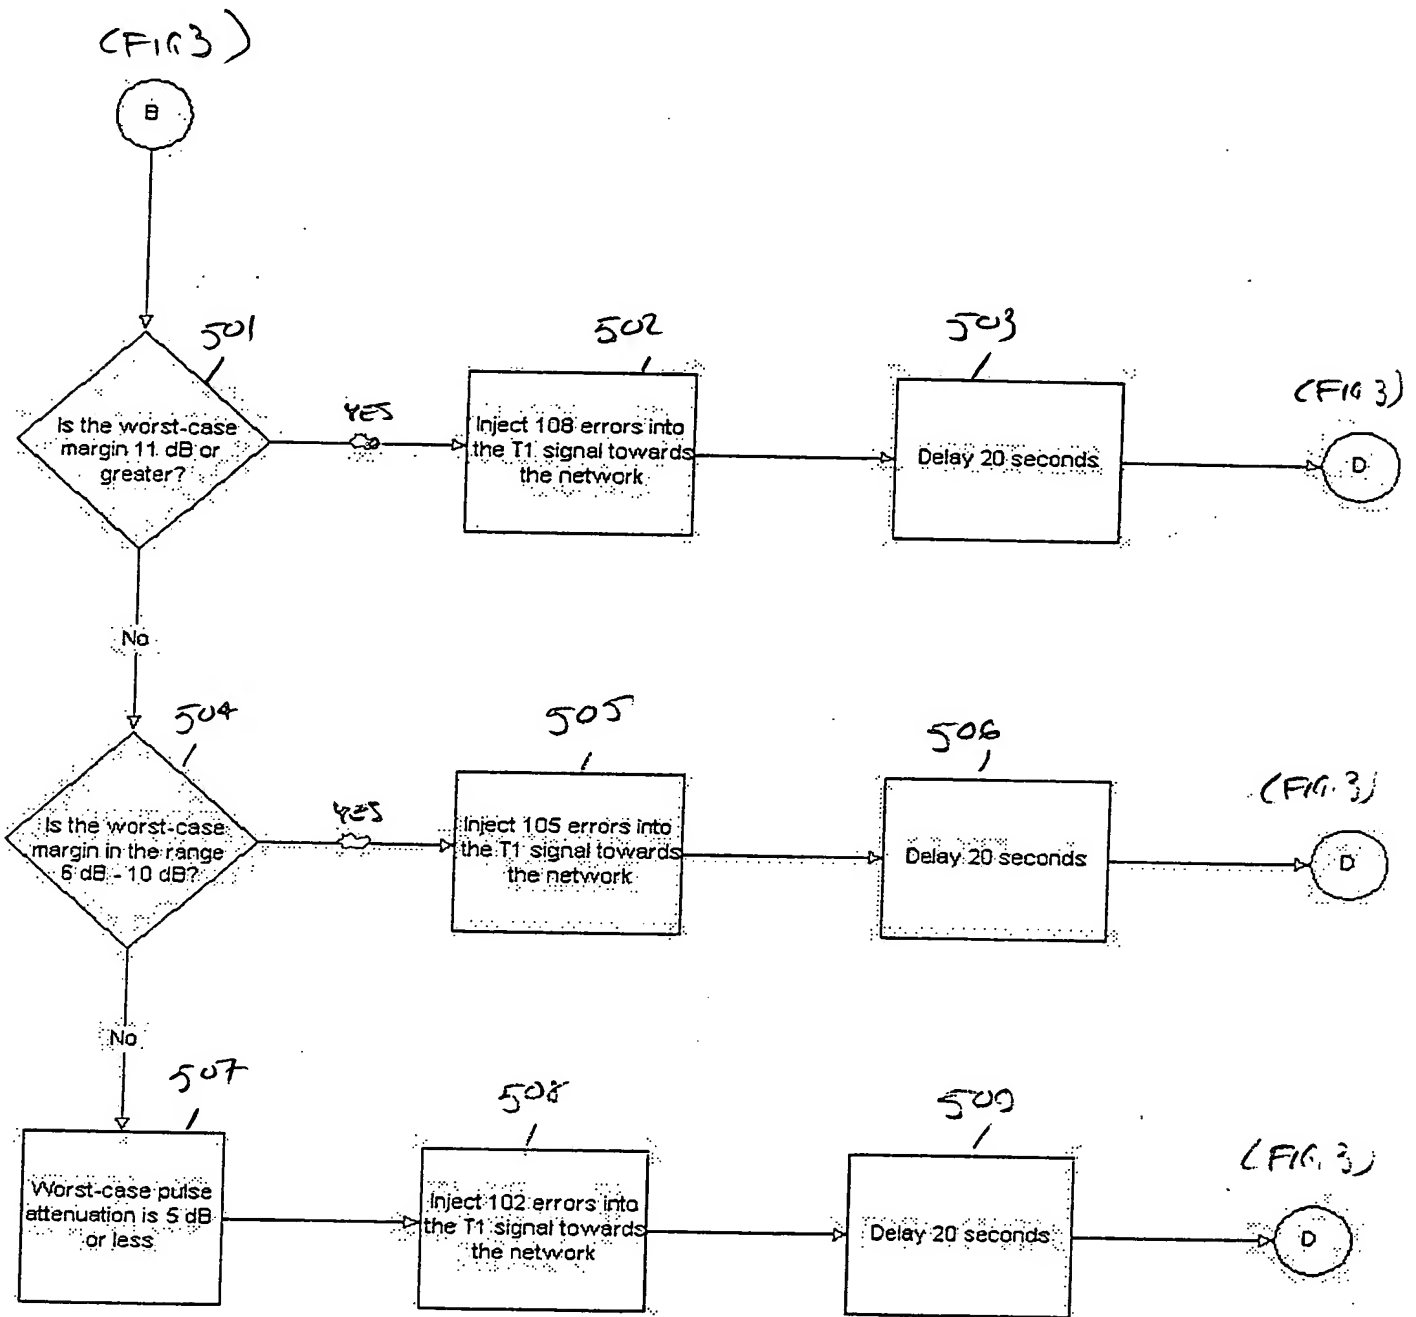 (FIG 3)
B
501
Is the worst-case
margin 11 dB or
greater?
YES
502
Inject 108 errors into
the T1 signal towards
the network
503
Delay 20 seconds
(FIG 3)
D
No
504
Is the worst-case
margin in the range
6 dB - 10 dB?
YES
505
Inject 105 errors into
the T1 signal towards
the network
506
Delay 20 seconds
(FIG. 3)
D
No
507
Worst-case pulse
attenuation is 5 dB
or less
508
Inject 102 errors into
the T1 signal towards
the network
509
Delay 20 seconds
(FIG. 3)
D